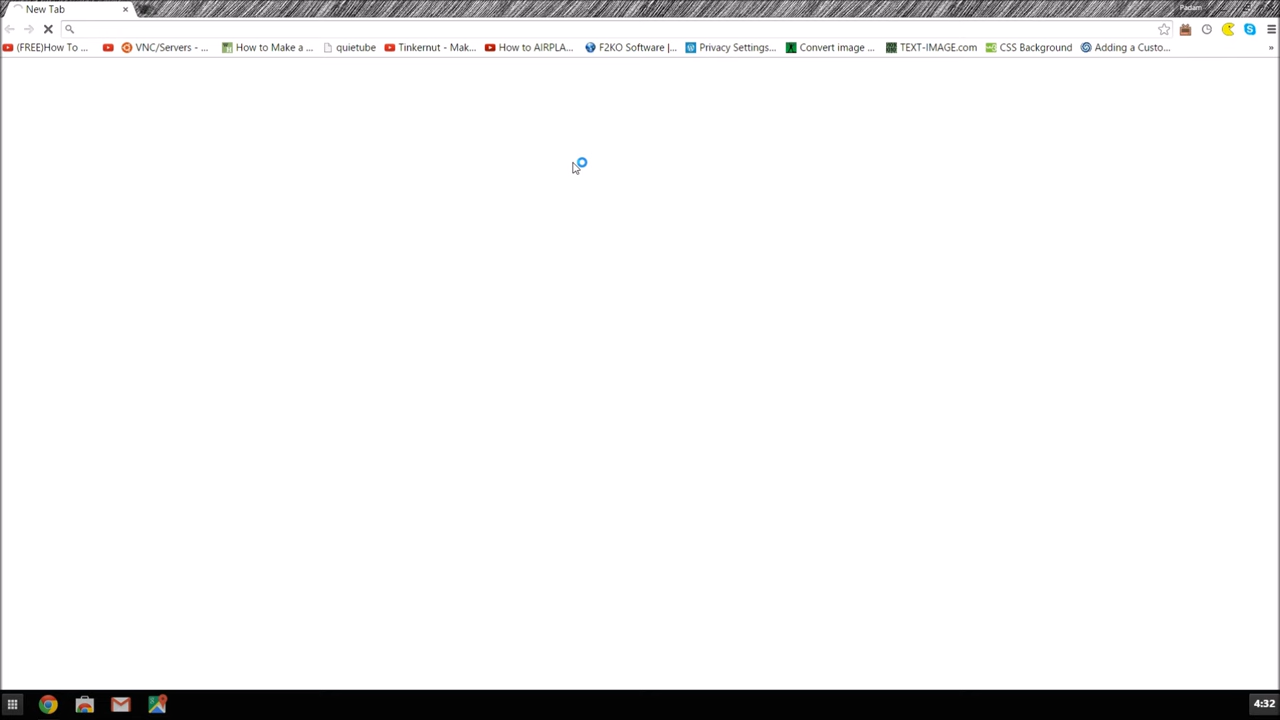 New Tab
Padam
(FREE)How To ... VNC/Servers - ... How to Make a ... quietube Tinkernut - Mak... How to AIRPLA... F2KO Software |... Privacy Settings... Convert image ... TEXT-IMAGE.com CSS Background Adding a Custo... »
4:32